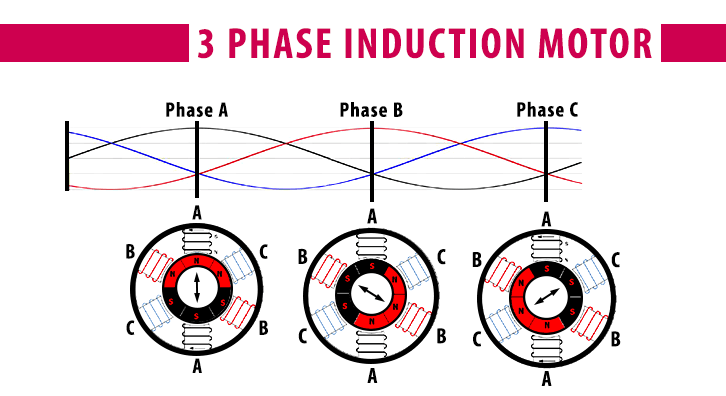 3 PHASE INDUCTION MOTOR
Phase A Phase B Phase C
A A A
B C B C B C
N N N S S S
S S S N N N
N S S N N S
C B C B C B
A A A